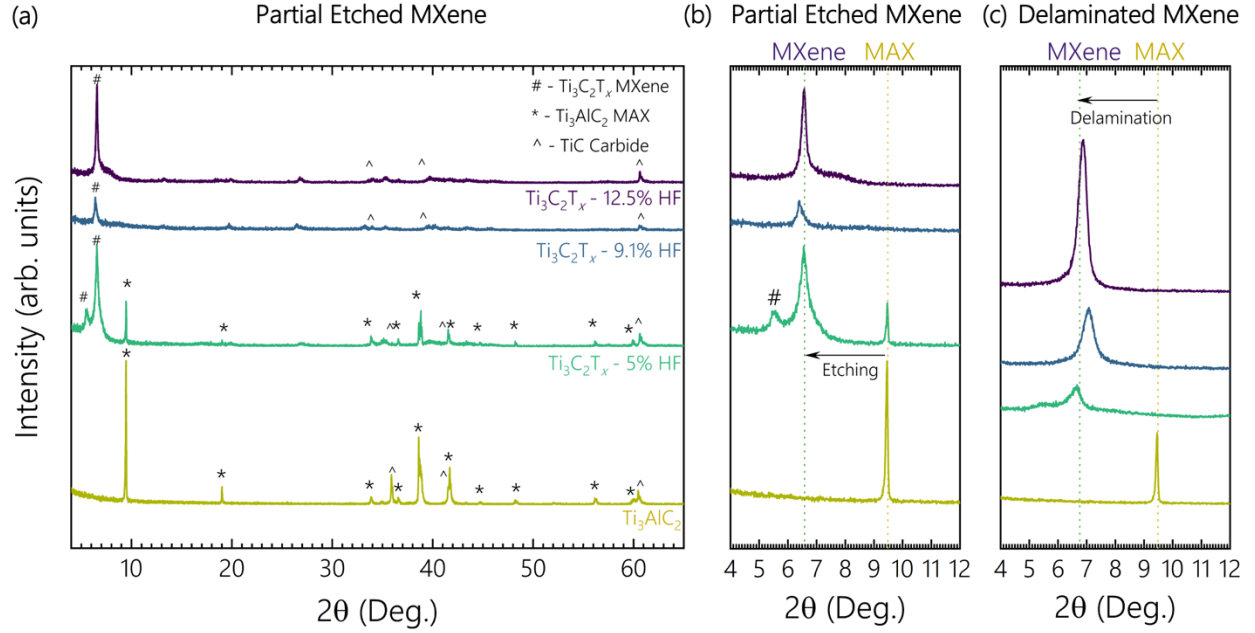 (a) Partial Etched MXene
# - Ti₃C₂Tₓ MXene
* - Ti₃AlC₂ MAX
^ - TiC Carbide
#
^ ^ ^
Ti₃C₂Tₓ - 12.5% HF
#
^ ^ ^
Ti₃C₂Tₓ - 9.1% HF
# # * * * ^ * * ^ * * * * * ^
Ti₃C₂Tₓ - 5% HF
* * * ^ * * ^ * * * * * ^
Ti₃AlC₂
Intensity (arb. units)
10 20 30 40 50 60
2θ (Deg.)
(b) Partial Etched MXene
MXene MAX
#
Etching
4 5 6 7 8 9 10 11 12
2θ (Deg.)
(c) Delaminated MXene
MXene MAX
Delamination
4 5 6 7 8 9 10 11 12
2θ (Deg.)